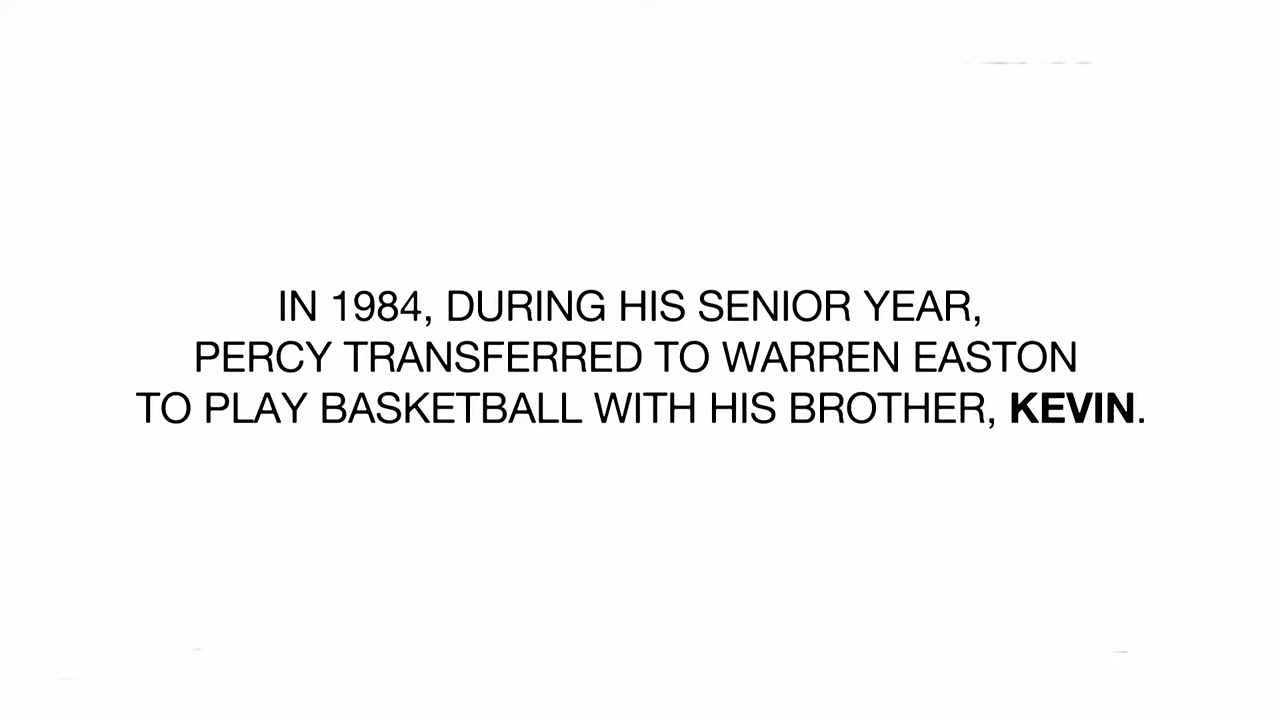 IN 1984, DURING HIS SENIOR YEAR,
PERCY TRANSFERRED TO WARREN EASTON
TO PLAY BASKETBALL WITH HIS BROTHER, KEVIN.